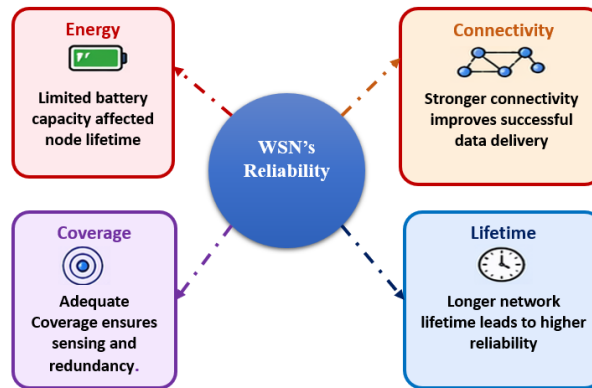 Energy
Limited battery
capacity affected
node lifetime
Connectivity
Stronger connectivity
improves successful
data delivery
WSN's
Reliability
Coverage
Adequate
Coverage ensures
sensing and
redundancy.
Lifetime
Longer network
lifetime leads to higher
reliability